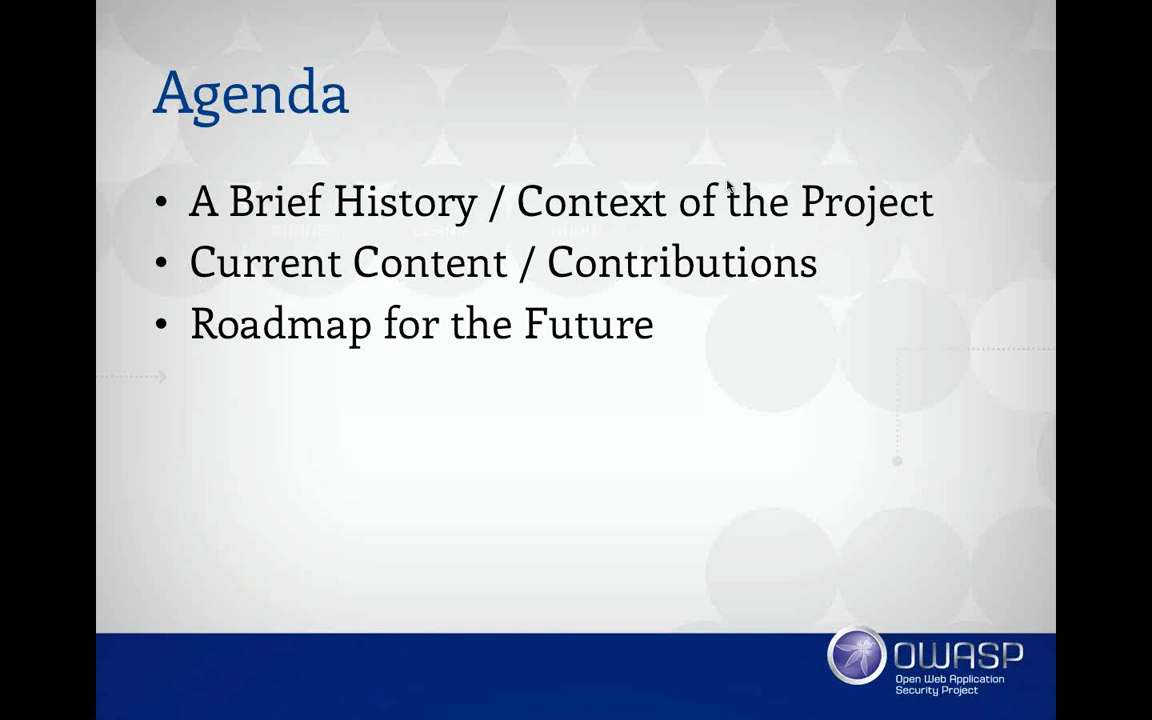 Agenda
• A Brief History / Context of the Project
• Current Content / Contributions
• Roadmap for the Future
OWASP
Open Web Application
Security Project